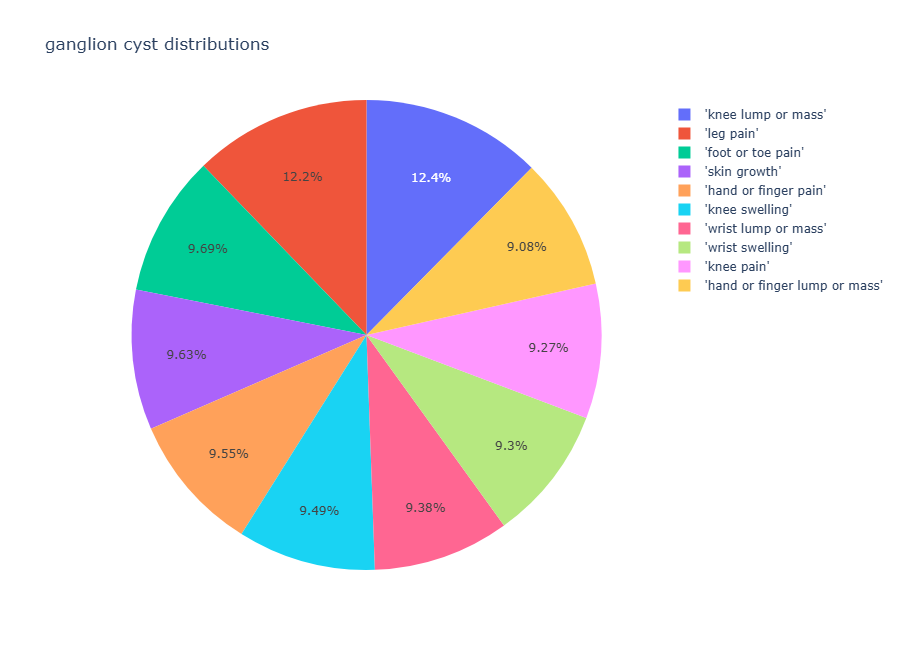 ganglion cyst distributions
12.4%
12.2%
9.69%
9.63%
9.55%
9.49%
9.38%
9.3%
9.27%
9.08%
'knee lump or mass'
'leg pain'
'foot or toe pain'
'skin growth'
'hand or finger pain'
'knee swelling'
'wrist lump or mass'
'wrist swelling'
'knee pain'
'hand or finger lump or mass'